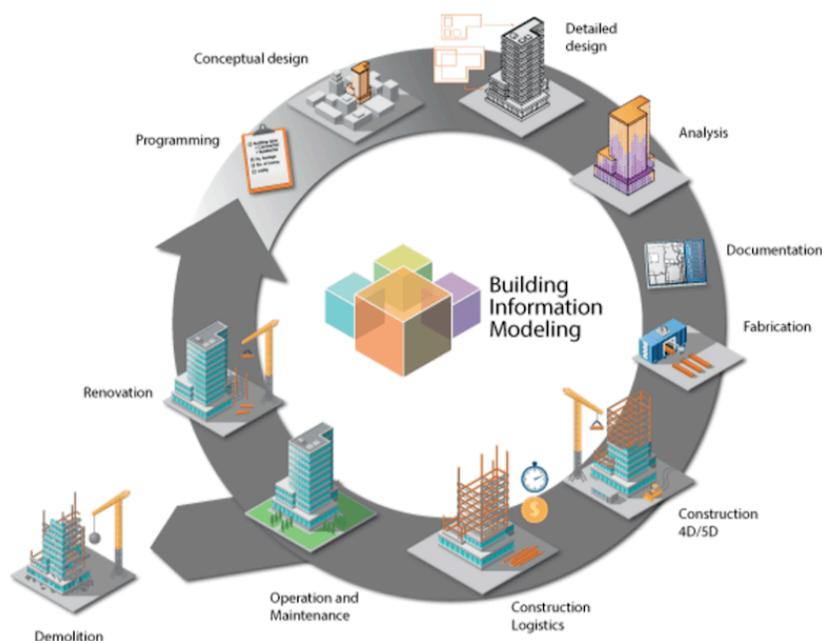 Conceptual design
Detailed
design
Programming
Analysis
Documentation
Building
Information
Modeling
Fabrication
Renovation
Construction
4D/5D
Operation and
Maintenance
Construction
Logistics
Demolition
$